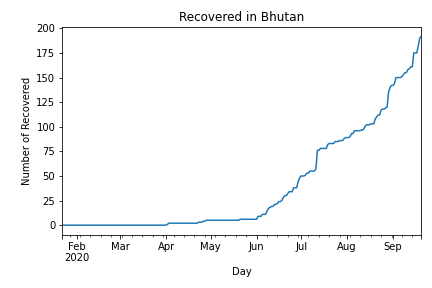 Recovered in Bhutan
Number of Recovered
200
175
150
125
100
75
50
25
0
Feb Mar Apr May Jun Jul Aug Sep
2020
Day